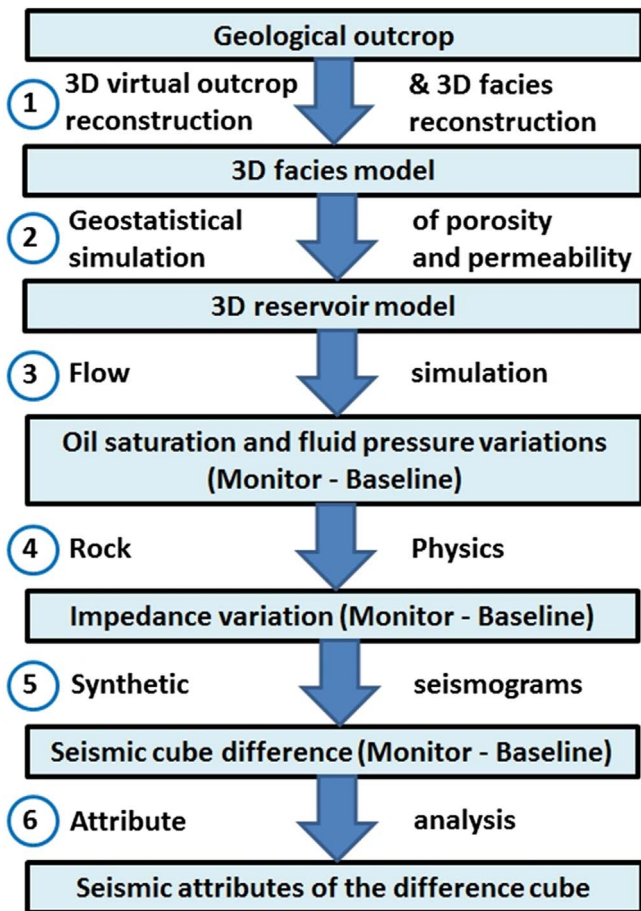 Geological outcrop
1 3D virtual outcrop & 3D facies
reconstruction reconstruction
3D facies model
2 Geostatistical of porosity
simulation and permeability
3D reservoir model
3 Flow simulation
Oil saturation and fluid pressure variations
(Monitor - Baseline)
4 Rock Physics
Impedance variation (Monitor - Baseline)
5 Synthetic seismograms
Seismic cube difference (Monitor - Baseline)
6 Attribute analysis
Seismic attributes of the difference cube